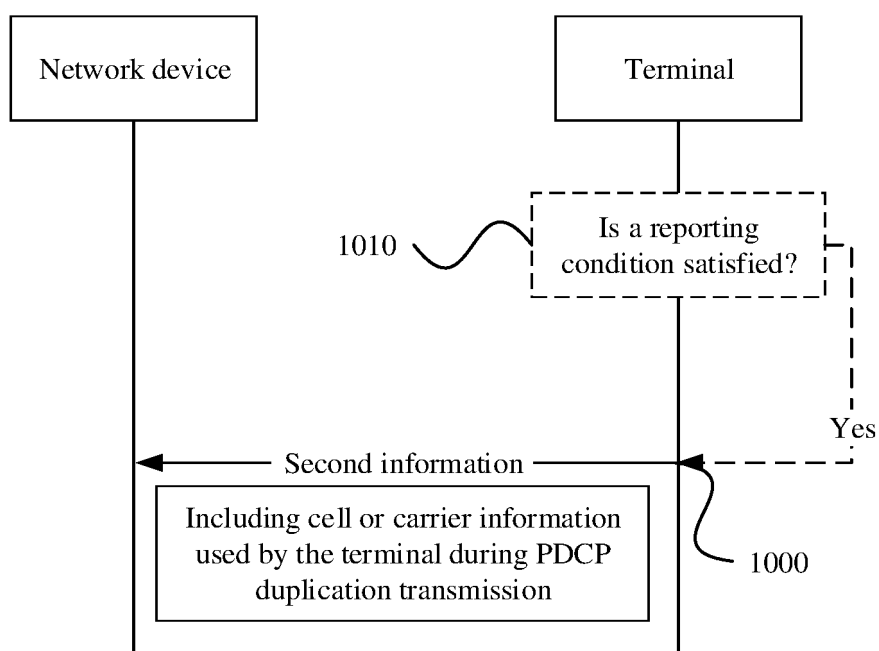 Network device
Terminal
1010
Is a reporting
condition satisfied?
Yes
Second information
Including cell or carrier information
used by the terminal during PDCP
duplication transmission
1000